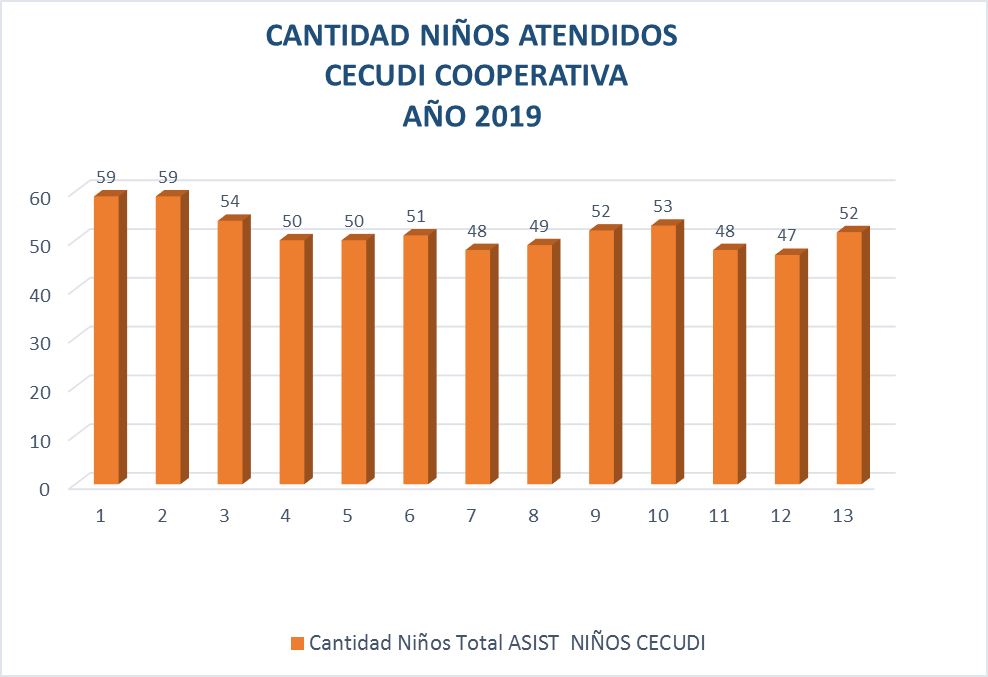 CANTIDAD NIÑOS ATENDIDOS
CECUDI COOPERATIVA
AÑO 2019
59 59 54 50 50 51 48 49 52 53 48 47 52
60
50
40
30
20
10
0
1 2 3 4 5 6 7 8 9 10 11 12 13
Cantidad Niños Total ASIST  NIÑOS CECUDI